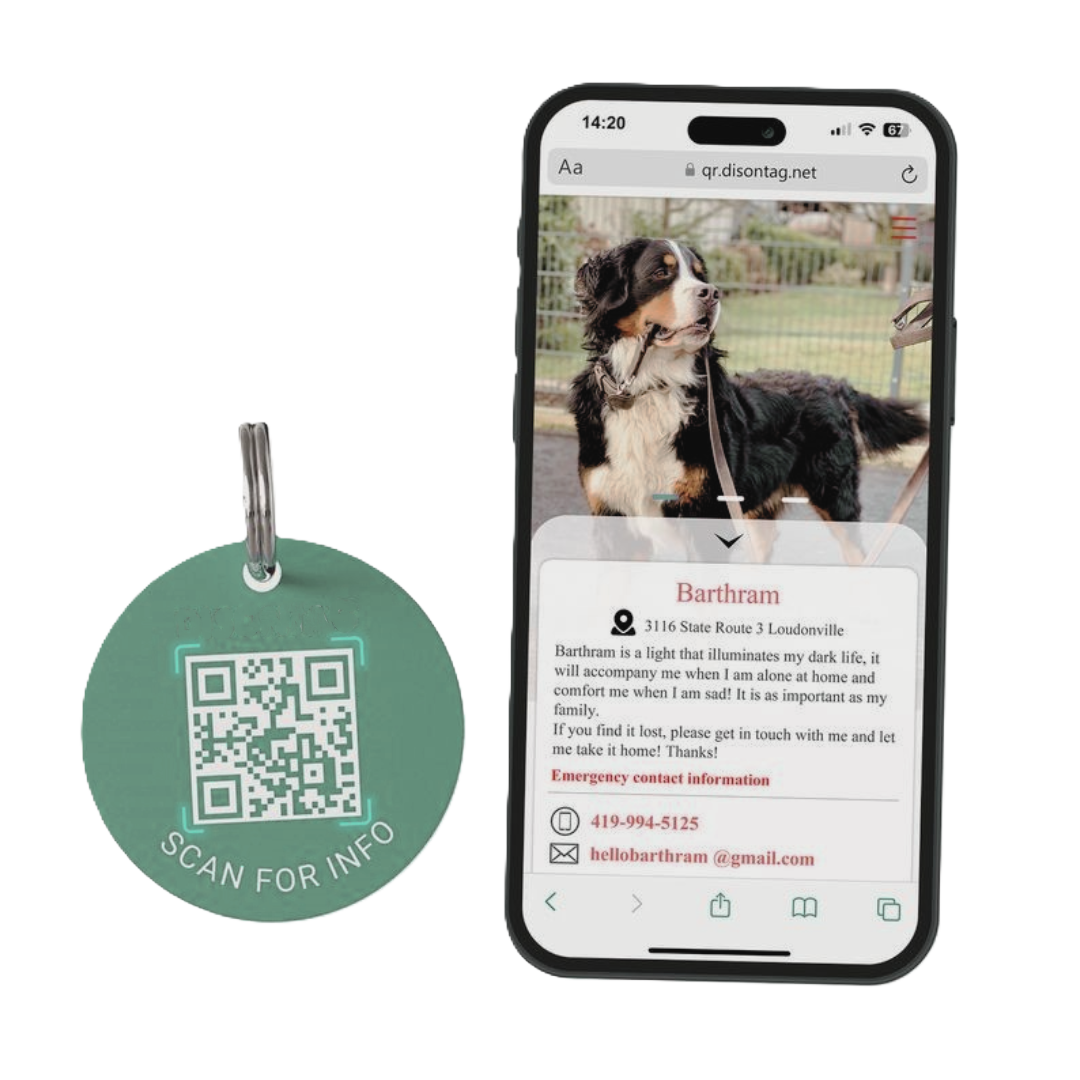 SCAN FOR INFO
14:20
67
Aa
qr.disontag.net
Barthram
3116 State Route 3 Loudonville
Barthram is a light that illuminates my dark life, it
will accompany me when I am alone at home and
comfort me when I am sad! It is as important as my
family.
If you find it lost, please get in touch with me and let
me take it home! Thanks!
Emergency contact information
419-994-5125
hellobarthram @gmail.com